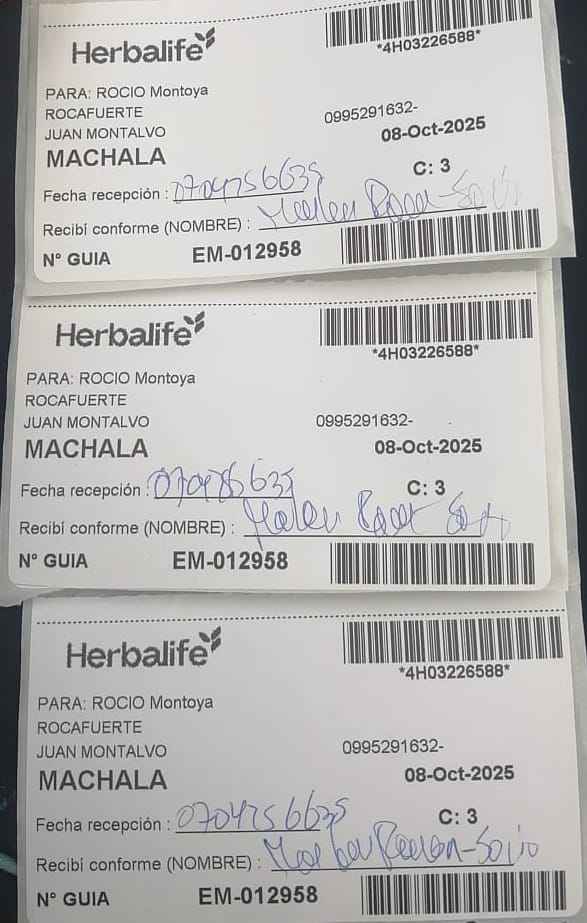 Herbalife
*4H03226588*
PARA: ROCIO Montoya
ROCAFUERTE
0995291632-
JUAN MONTALVO
08-Oct-2025
MACHALA
C: 3
Fecha recepción : 0704756635
Recibí conforme (NOMBRE) :
N° GUIA EM-012958
Herbalife
*4H03226588*
PARA: ROCIO Montoya
ROCAFUERTE
JUAN MONTALVO 0995291632-
MACHALA 08-Oct-2025
Fecha recepción : C: 3
Recibí conforme (NOMBRE) :
N° GUIA EM-012958
Herbalife
*4H03226588*
PARA: ROCIO Montoya
ROCAFUERTE
JUAN MONTALVO 0995291632-
MACHALA 08-Oct-2025
Fecha recepción : C: 3
Recibí conforme (NOMBRE) :
N° GUIA EM-012958